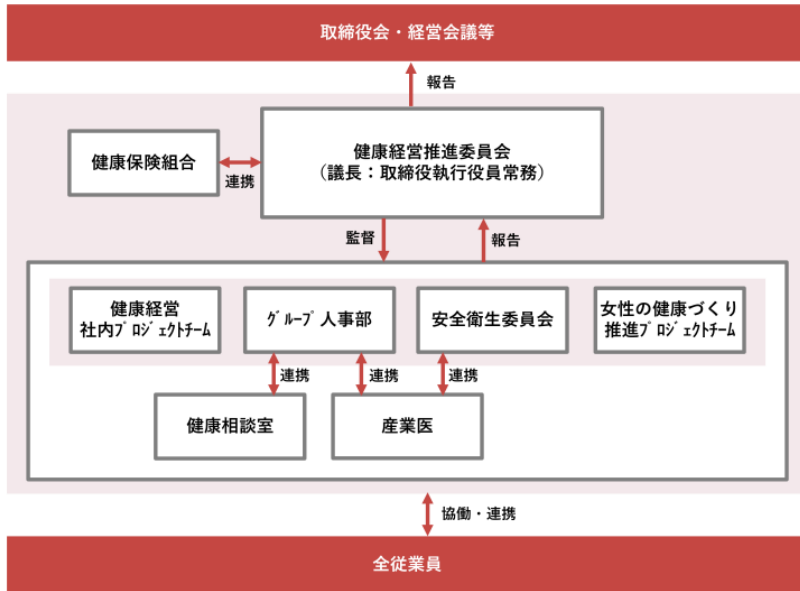 取締役会・経営会議等
報告
健康保険組合
連携
健康経営推進委員会
(議長：取締役執行役員常務)
監督
報告
健康経営
社内ﾌﾟﾛｼﾞｪｸﾄﾁｰﾑ
ｸﾞﾙｰﾌﾟ人事部
安全衛生委員会
女性の健康づくり
推進ﾌﾟﾛｼﾞｪｸﾄﾁｰﾑ
連携
連携
連携
健康相談室
産業医
協働・連携
全従業員